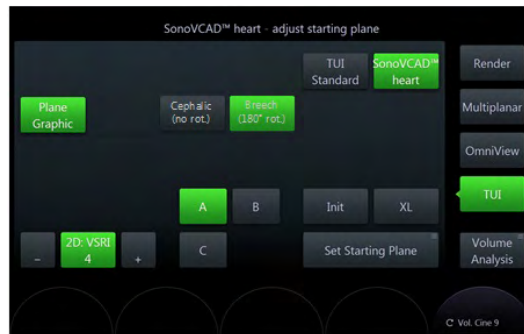 SonoVCAD™ heart - adjust starting plane
TUI
Standard
SonoVCAD™
heart
Render
Plane
Graphic
Cephalic
(no rot.)
Breech
(180° rot.)
Multiplanar
OmniView
A
B
Init
XL
TUI
−
2D: VSRI
4
+
C
Set Starting Plane
Volume
Analysis
Vol. Cine 9